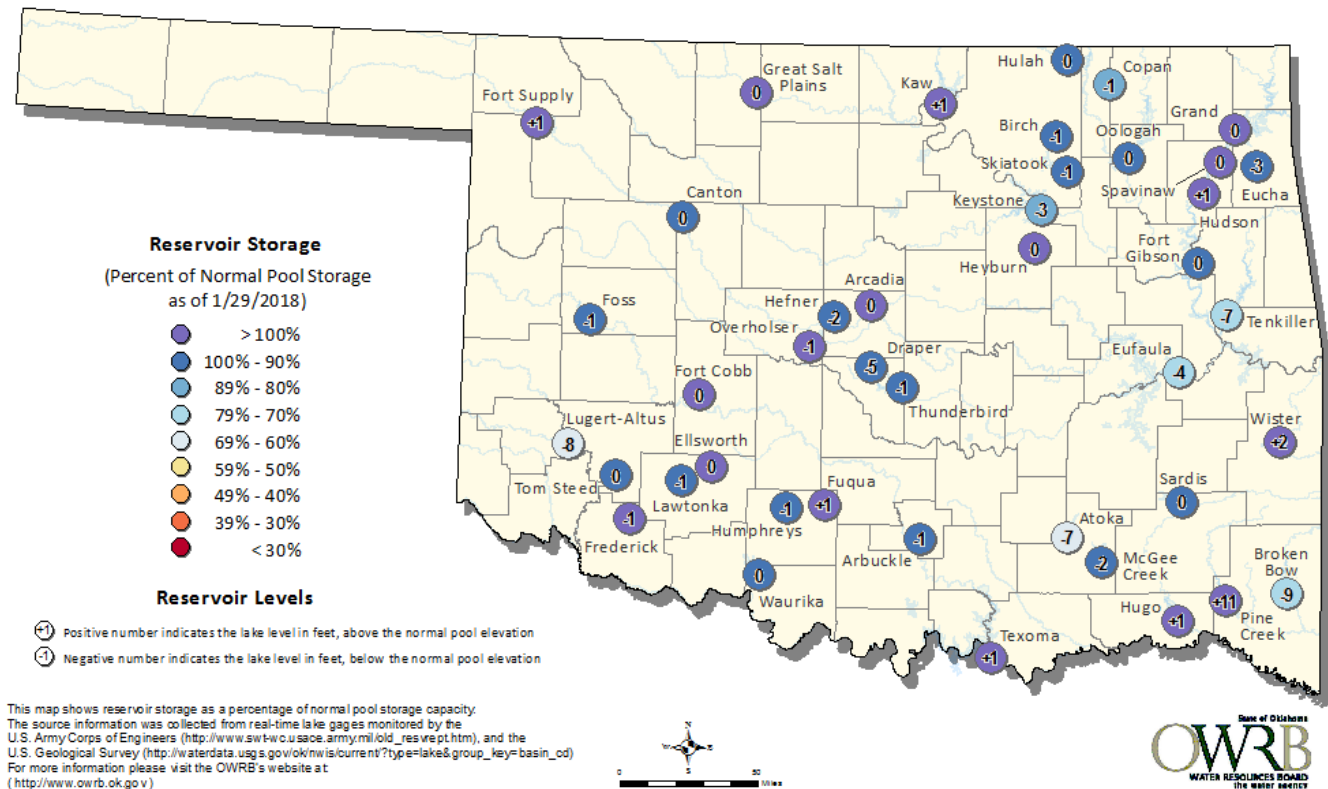 Hulah
0
Copan
-1
Great Salt
Plains
0
Kaw
+1
Fort Supply
+1
Grand
0
Birch
-1
Oologah
0
0
Skiatook
-1
Spavinaw
-3
Eucha
Canton
0
Keystone
-3
+1
Hudson
Reservoir Storage
(Percent of Normal Pool Storage
as of 1/29/2018)
>100%
100% - 90%
89% - 80%
79% - 70%
69% - 60%
59% - 50%
49% - 40%
39% - 30%
<30%
Heyburn
0
Fort
Gibson
0
Arcadia
0
Foss
-1
Hefner
-2
Overholser
-1
-7
Tenkiller
Draper
-5
Eufaula
-4
Fort Cobb
0
-1
Thunderbird
Lugert-Altus
-8
Wister
+2
Ellsworth
0
Tom Steed
0
-1
Lawtonka
Fuqua
+1
Sardis
0
-1
Humphreys
-1
Frederick
Atoka
-7
-1
Arbuckle
-2
McGee
Creek
Broken
Bow
-9
0
Waurika
Hugo
+1
+11
Pine
Creek
Texoma
+1
Reservoir Levels
+1 Positive number indicates the lake level in feet, above the normal pool elevation
-1 Negative number indicates the lake level in feet, below the normal pool elevation
This map shows reservoir storage as a percentage of normal pool storage capacity.
The source information was collected from real-time lake gages monitored by the
U.S. Army Corps of Engineers (http://www.swt-wc.usace.army.mil/old_resvrept.htm), and the
U.S. Geological Survey (http://waterdata.usgs.gov/ok/nwis/current/?type=lake&group_key=basin_cd)
For more information please visit the OWRB's website at
(http://www.owrb.ok.gov)
N
W E
S
0 50
Miles
State of Oklahoma
OWRB
WATER RESOURCES BOARD
the water agency